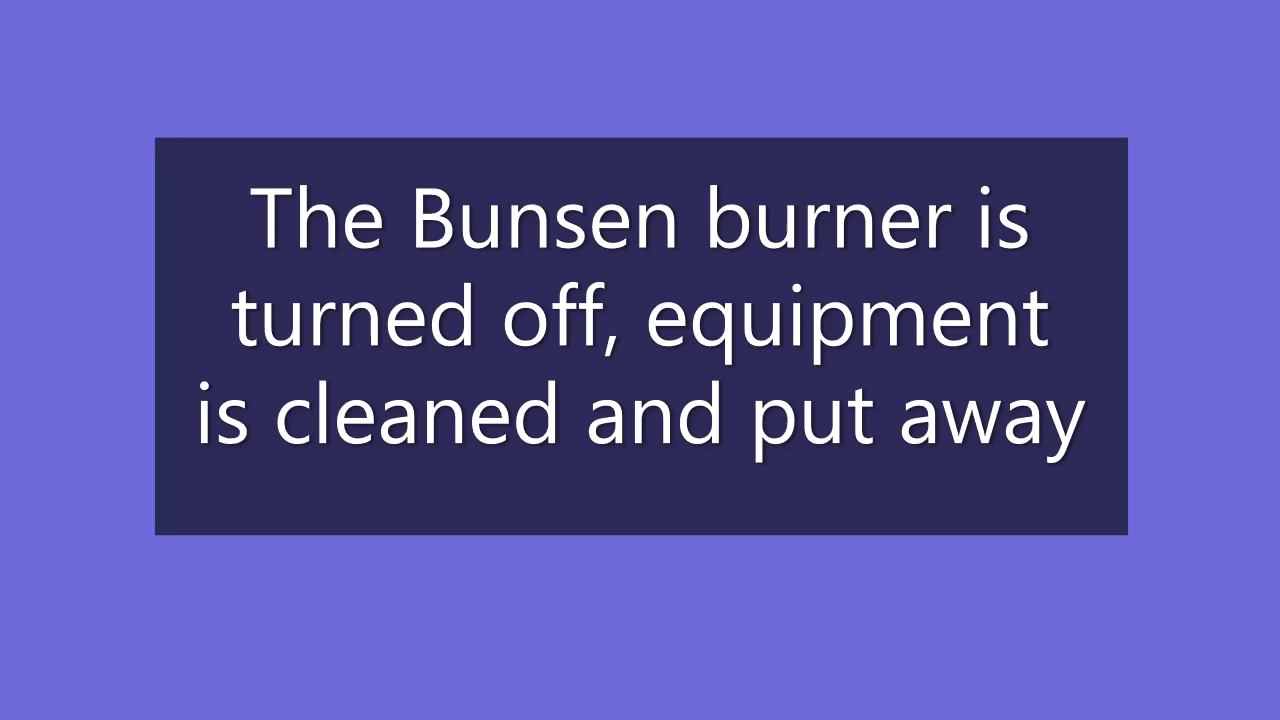 The Bunsen burner is
turned off, equipment
is cleaned and put away